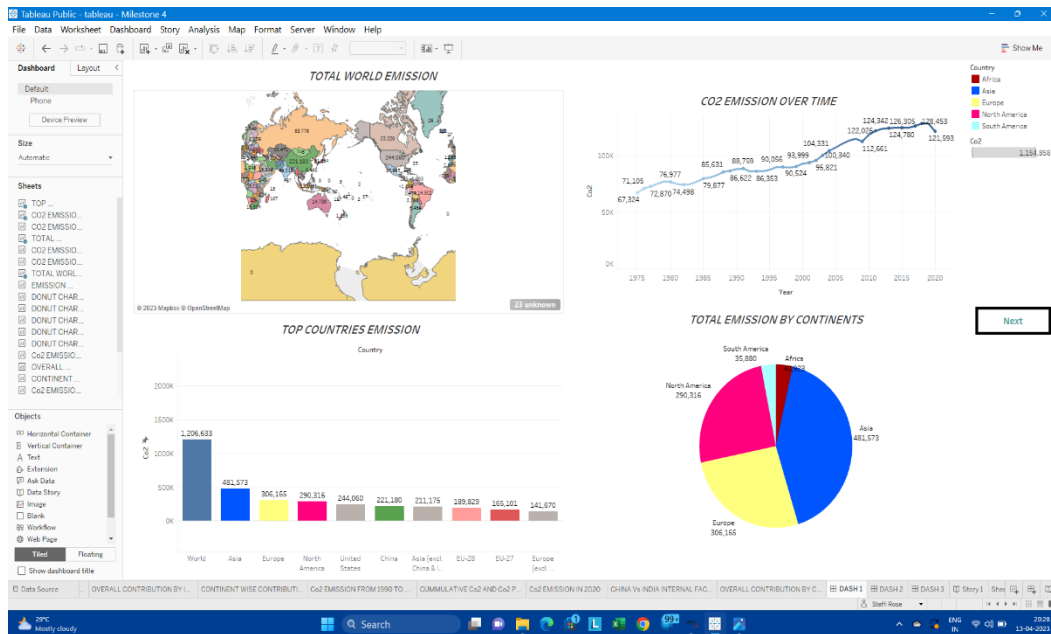 Tableau Public - tableau - Milestone 4
File Data Worksheet Dashboard Story Analysis Map Format Server Window Help
Show Me
Dashboard Layout
Default
Phone
Device Preview
Size
Automatic
Sheets
TOP ...
CO2 EMISSIO...
CO2 EMISSIO...
TOTAL ...
CO2 EMISSIO...
CO2 EMISSIO...
TOTAL WORL...
EMISSION ...
DONUT CHAR...
DONUT CHAR...
DONUT CHAR...
DONUT CHAR...
Co2 EMISSIO...
OVERALL ...
CONTINENT ...
Co2 EMISSIO...
Objects
Horizontal Container
Vertical Container
A Text
Extension
Ask Data
Data Story
Image
Blank
Workflow
Web Page
Tiled Floating
Show dashboard title
TOTAL WORLD EMISSION
© 2023 Mapbox © OpenStreetMap
23 unknown
CO2 EMISSION OVER TIME
Co2
100K
50K
0K
67,324
71,105
72,870
76,977
74,498
79,877
85,631
86,622
88,759
86,353
90,056
90,524
93,999
95,821
104,331
100,340
122,025
112,661
124,342
124,780
126,305
128,453
121,593
1975 1980 1985 1990 1995 2000 2005 2010 2015 2020
Year
Country
Africa
Asia
Europe
North America
South America
Co2
1,154,858
TOP COUNTRIES EMISSION
Country
Co2
2000K
1500K
1000K
500K
0K
1,206,633
481,573
306,165
290,316
244,060
221,180
211,175
189,829
165,101
141,670
World
Asia
Europe
North America
United States
China
Asia (excl. China & I...
EU-28
EU-27
Europe (excl ...
TOTAL EMISSION BY CONTINENTS
South America
35,880
Africa
North America
290,316
Asia
481,573
Europe
306,165
Next
Data Source
OVERALL CONTRIBUTION BY I...
CONTINENT WISE CONTRIBUTI...
Co2 EMISSION FROM 1990 TO ...
CUMMULATIVE Co2 AND Co2 P...
Co2 EMISSION IN 2020
CHINA Vs INDIA INTERNAL FAC...
OVERALL CONTRIBUTION BY C...
DASH 1
DASH 2
DASH 3
Story 1
Steffi Rose
29°C
Mostly cloudy
Search
99+
ENG
IN
20:28
13-04-2023